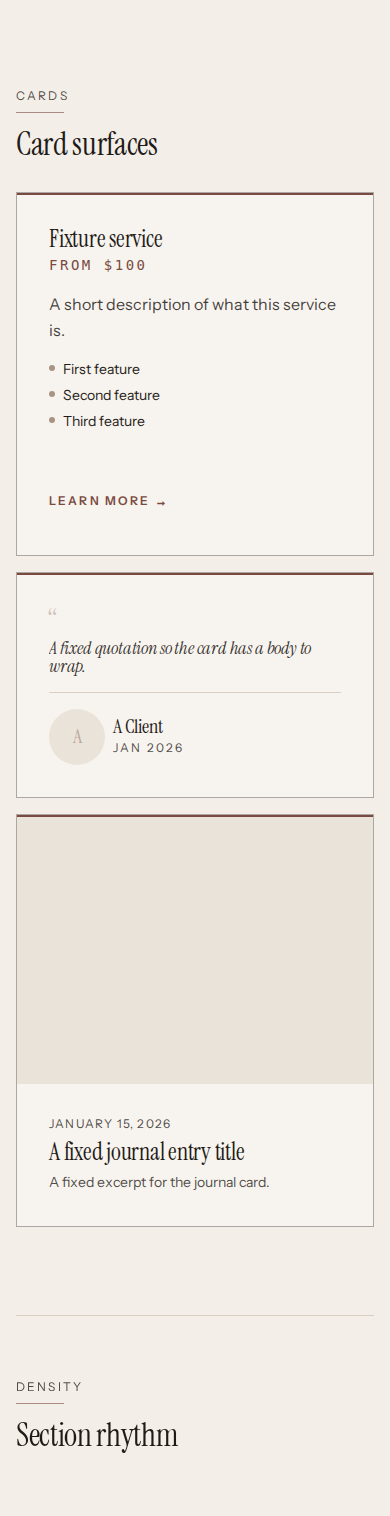 CARDS
Card surfaces
Fixture service
FROM $100
A short description of what this service
is.
First feature
Second feature
Third feature
LEARN MORE →
“
A fixed quotation so the card has a body to
wrap.
A
A Client
JAN 2026
JANUARY 15, 2026
A fixed journal entry title
A fixed excerpt for the journal card.
DENSITY
Section rhythm